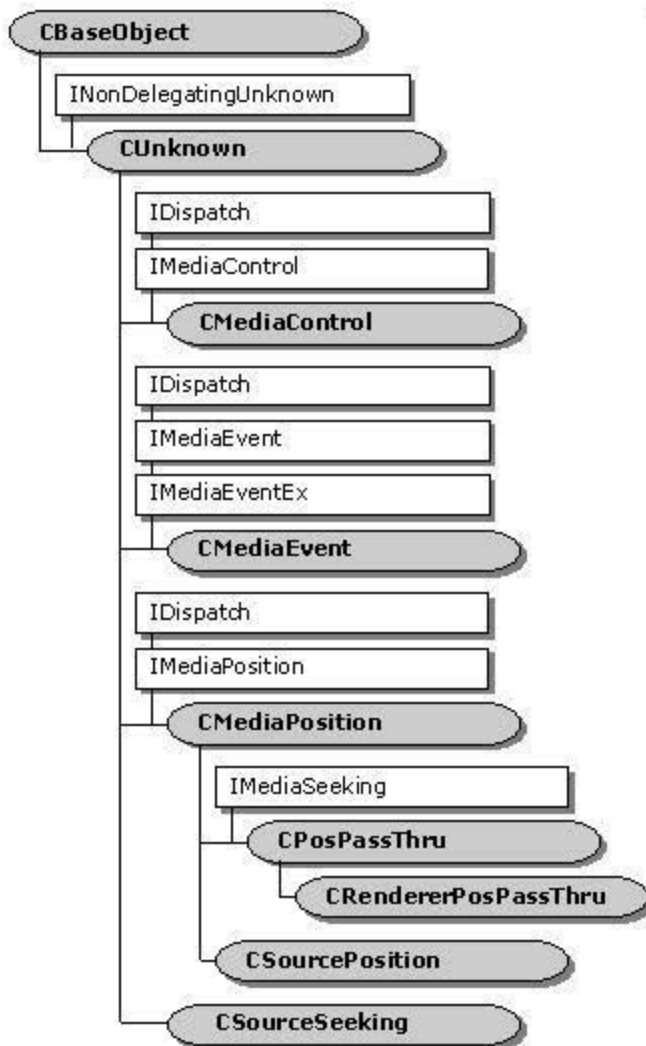 CBaseObject
INonDelegatingUnknown
CUnknown
IDispatch
IMediaControl
CMediaControl
IDispatch
IMediaEvent
IMediaEventEx
CMediaEvent
IDispatch
IMediaPosition
CMediaPosition
IMediaSeeking
CPosPassThru
CRendererPosPassThru
CSourcePosition
CSourceSeeking